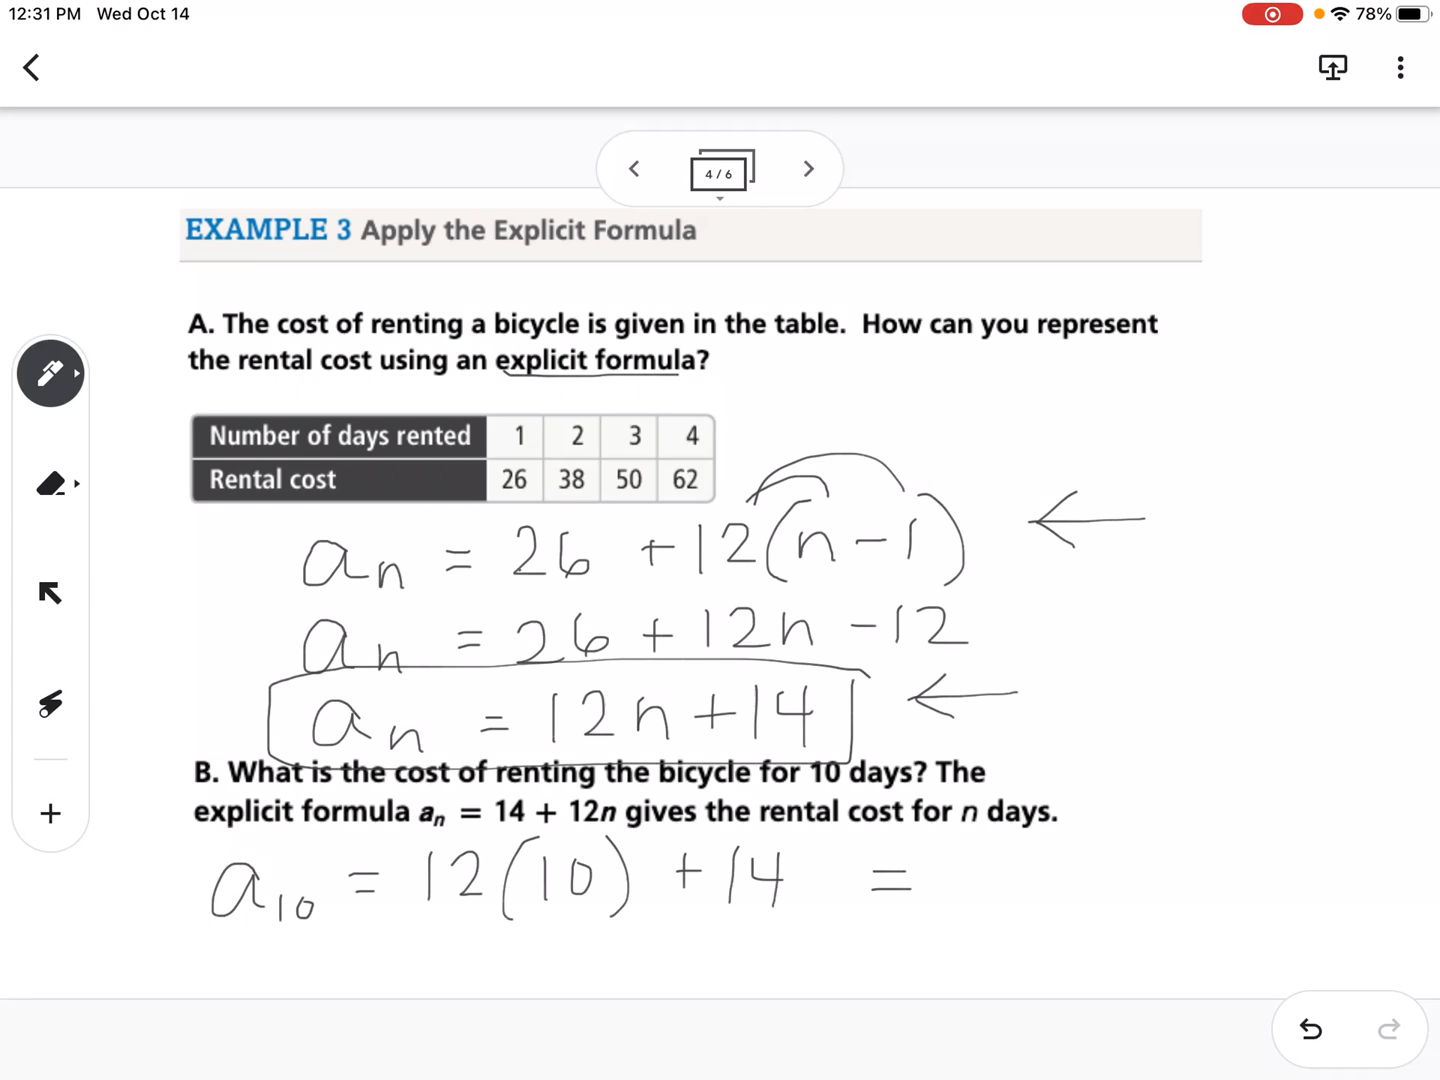 12:31 PM Wed Oct 14 78%
4 / 6
EXAMPLE 3 Apply the Explicit Formula
A. The cost of renting a bicycle is given in the table. How can you represent
the rental cost using an explicit formula?
Number of days rented 1 2 3 4
Rental cost 26 38 50 62
aₙ = 26 + 12(n - 1)
aₙ = 26 + 12n - 12
aₙ = 12n + 14
B. What is the cost of renting the bicycle for 10 days? The
explicit formula aₙ = 14 + 12n gives the rental cost for n days.
a₁₀ = 12(10) + 14 =